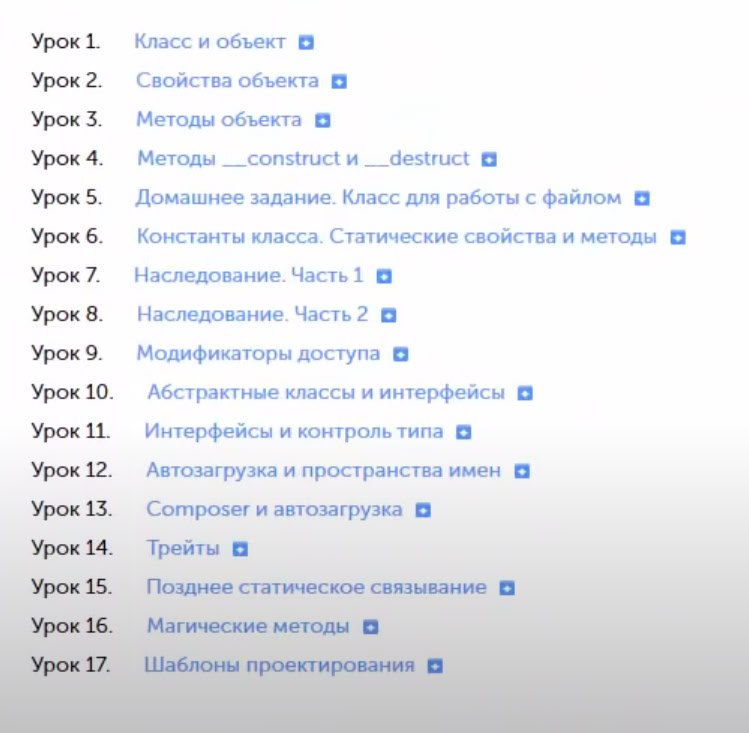 Урок 1. Класс и объект
Урок 2. Свойства объекта
Урок 3. Методы объекта
Урок 4. Методы __construct и __destruct
Урок 5. Домашнее задание. Класс для работы с файлом
Урок 6. Константы класса. Статические свойства и методы
Урок 7. Наследование. Часть 1
Урок 8. Наследование. Часть 2
Урок 9. Модификаторы доступа
Урок 10. Абстрактные классы и интерфейсы
Урок 11. Интерфейсы и контроль типа
Урок 12. Автозагрузка и пространства имен
Урок 13. Composer и автозагрузка
Урок 14. Трейты
Урок 15. Позднее статическое связывание
Урок 16. Магические методы
Урок 17. Шаблоны проектирования